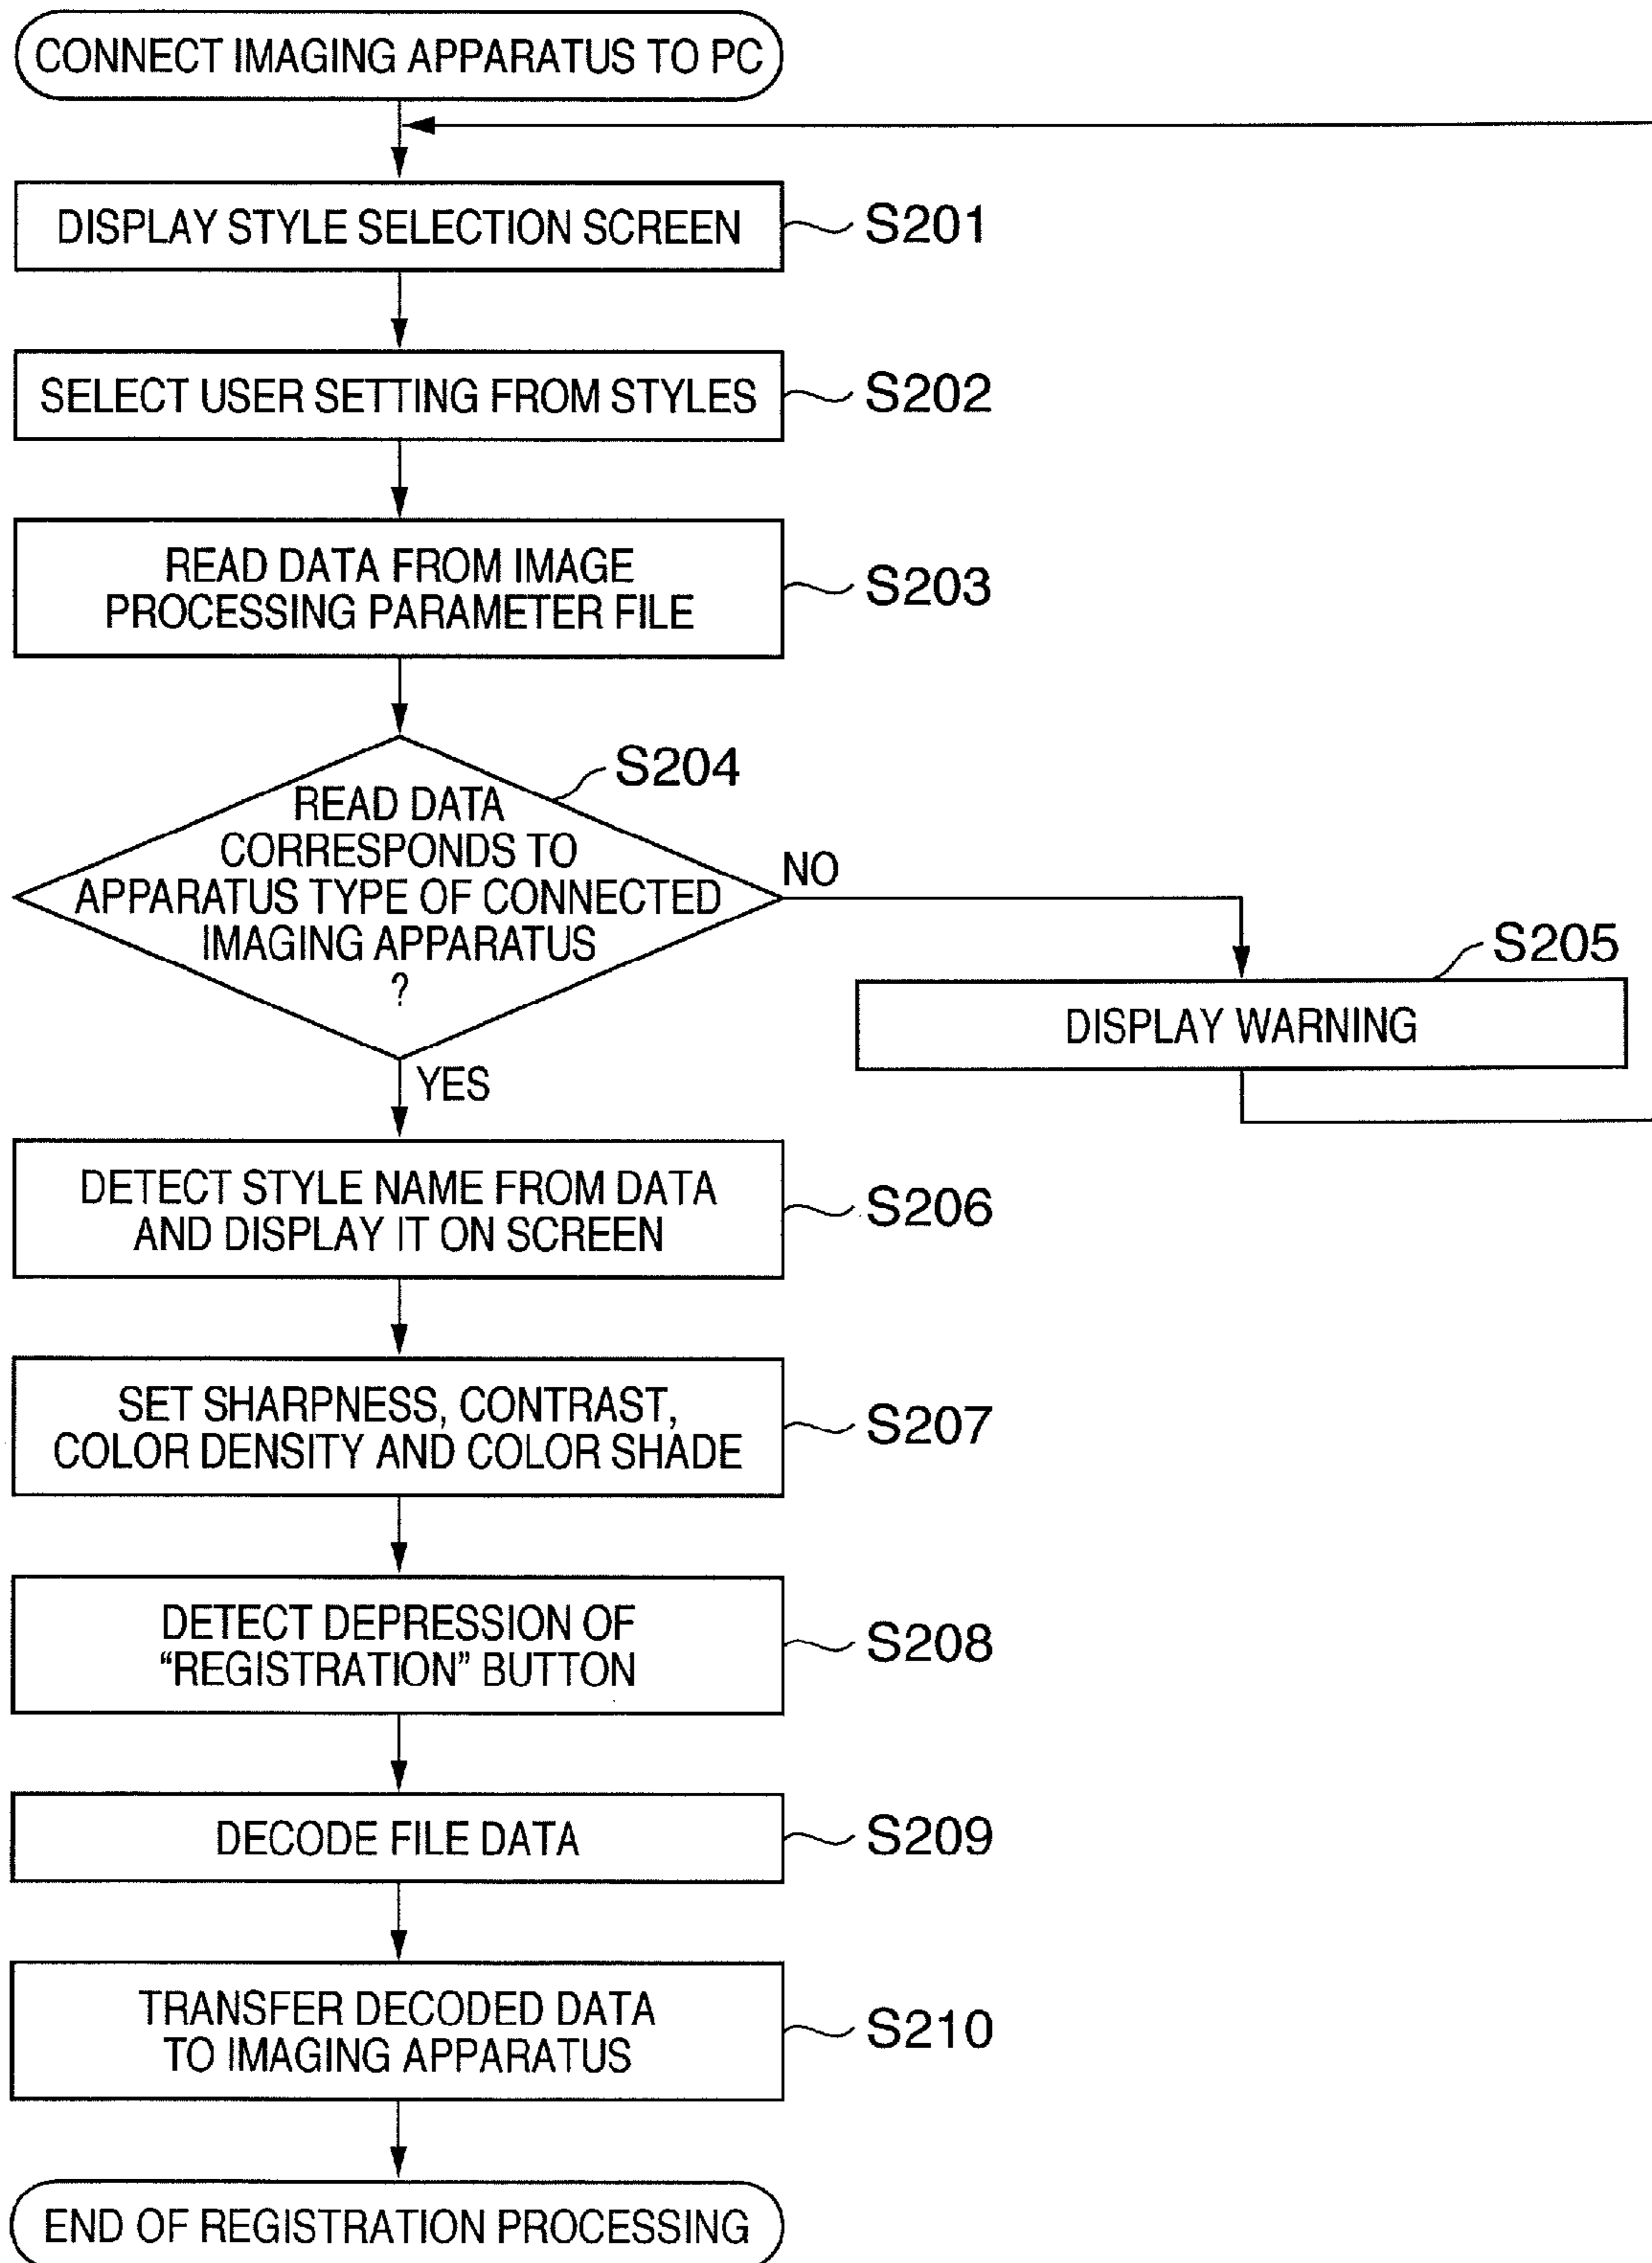 CONNECT IMAGING APPARATUS TO PC
DISPLAY STYLE SELECTION SCREEN
S201
SELECT USER SETTING FROM STYLES
S202
READ DATA FROM IMAGE
PROCESSING PARAMETER FILE
S203
S204
READ DATA
CORRESPONDS TO
APPARATUS TYPE OF CONNECTED
IMAGING APPARATUS
?
NO
YES
S205
DISPLAY WARNING
DETECT STYLE NAME FROM DATA
AND DISPLAY IT ON SCREEN
S206
SET SHARPNESS, CONTRAST,
COLOR DENSITY AND COLOR SHADE
S207
DETECT DEPRESSION OF
“REGISTRATION” BUTTON
S208
DECODE FILE DATA
S209
TRANSFER DECODED DATA
TO IMAGING APPARATUS
S210
END OF REGISTRATION PROCESSING